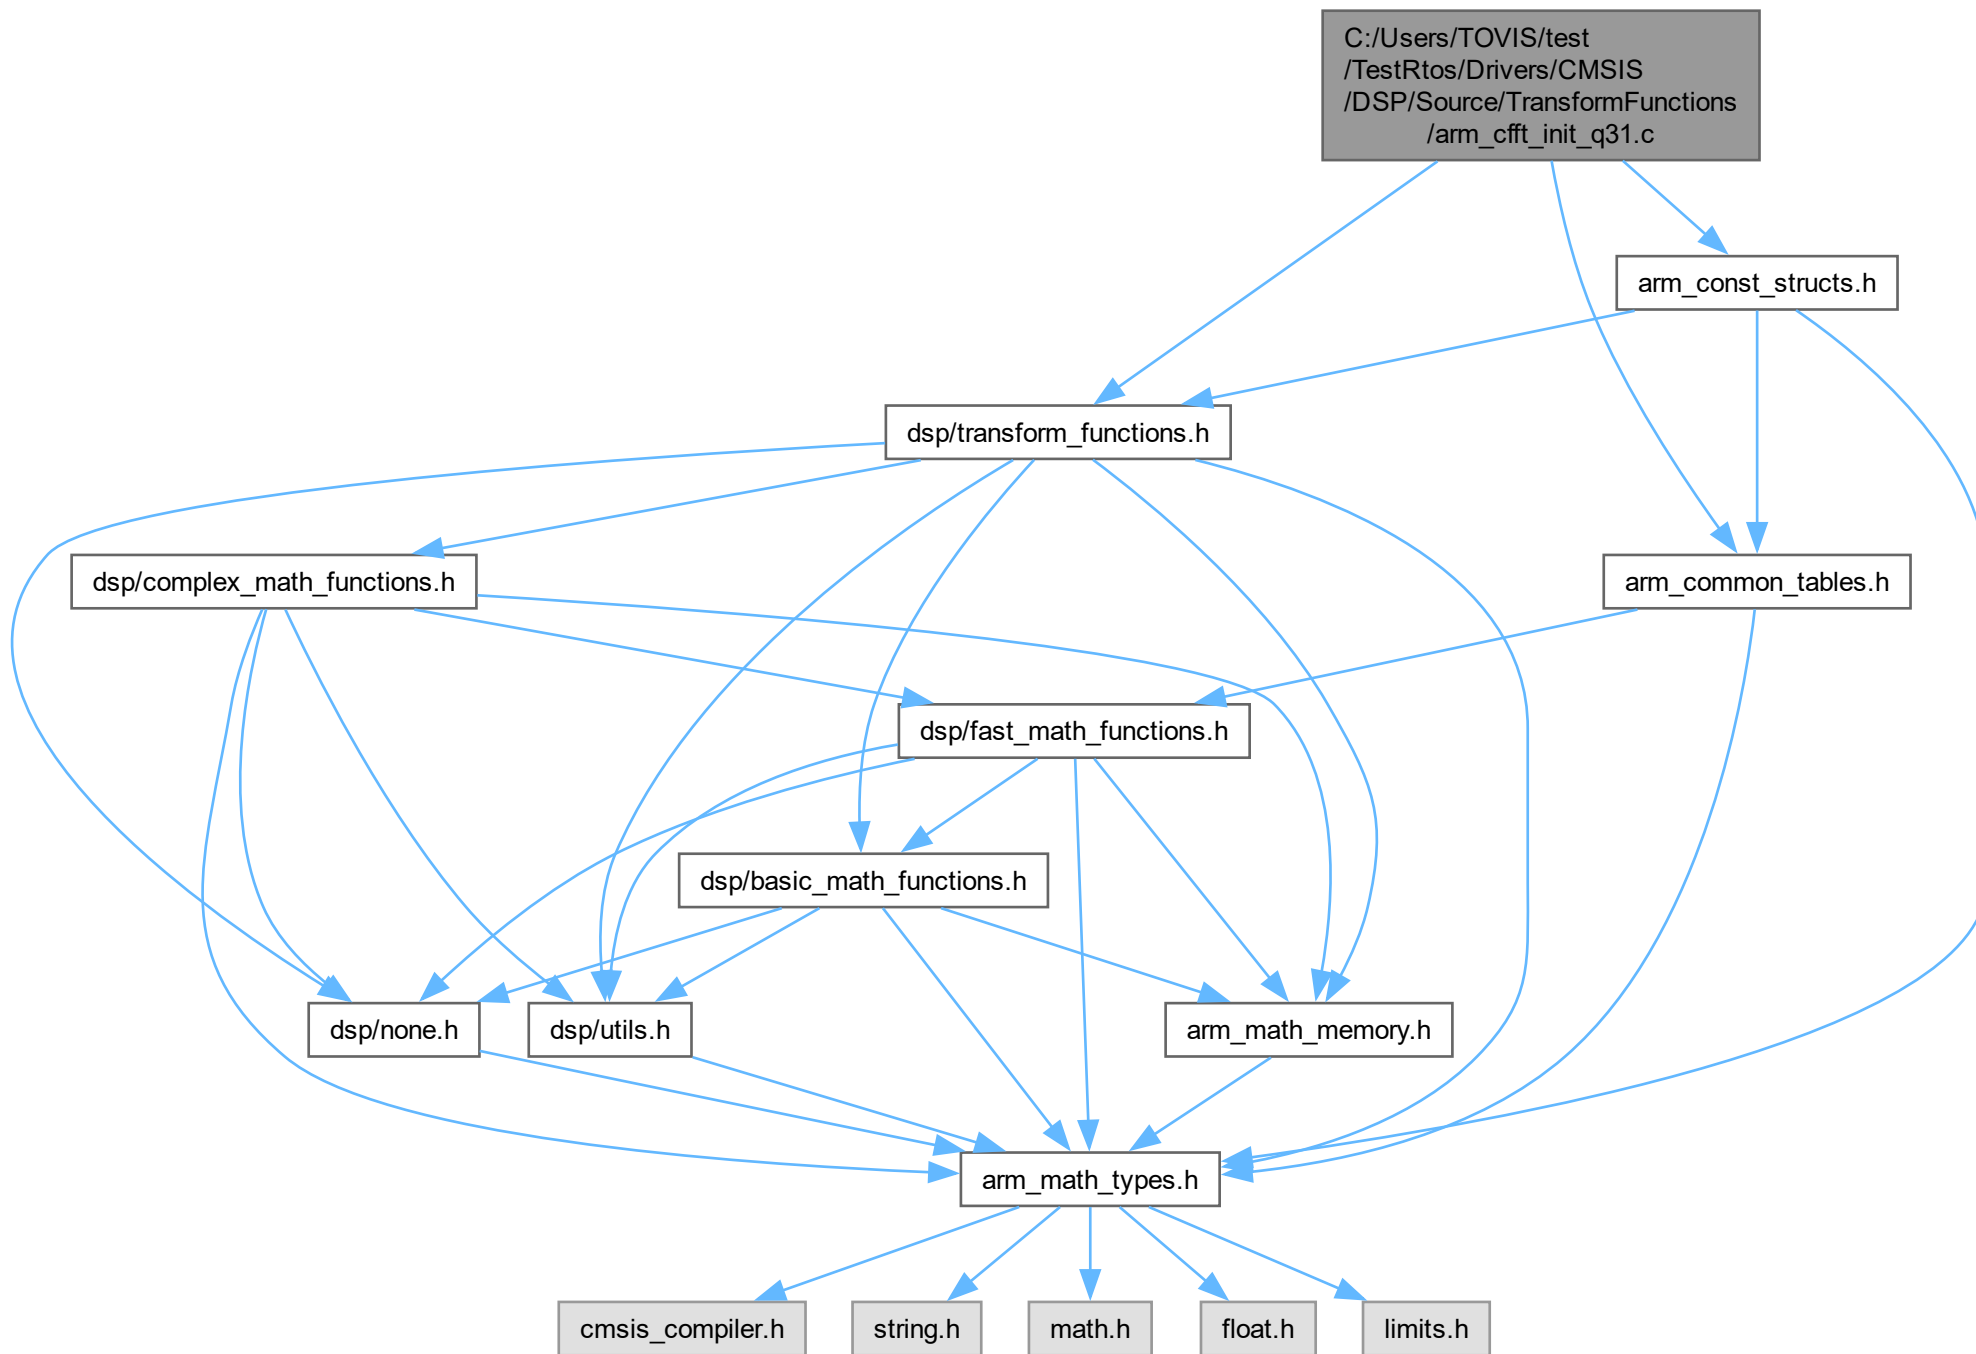 C:/Users/TOVIS/test
/TestRtos/Drivers/CMSIS
/DSP/Source/TransformFunctions
/arm_cfft_init_q31.c
arm_const_structs.h
dsp/transform_functions.h
dsp/complex_math_functions.h
arm_common_tables.h
dsp/fast_math_functions.h
dsp/basic_math_functions.h
dsp/none.h
dsp/utils.h
arm_math_memory.h
arm_math_types.h
cmsis_compiler.h
string.h
math.h
float.h
limits.h